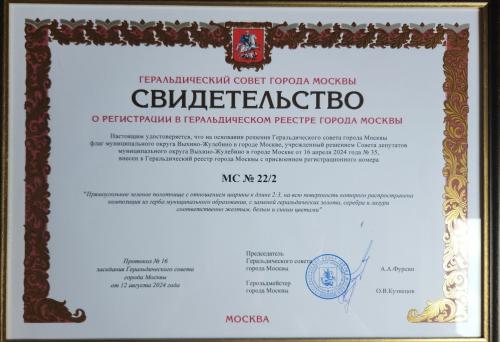 ГЕРАЛЬДИЧЕСКИЙ СОВЕТ ГОРОДА МОСКВЫ
СВИДЕТЕЛЬСТВО
О РЕГИСТРАЦИИ В ГЕРАЛЬДИЧЕСКОМ РЕЕСТРЕ ГОРОДА МОСКВЫ
Настоящим удостоверяется, что на основании решения Геральдического совета города Москвы
флаг муниципального округа Выхино-Жулебино в городе Москве, учрежденный решением Совета депутатов
муниципального округа Выхино-Жулебино в городе Москве от 16 апреля 2024 года № 35,
внесен в Геральдический реестр города Москвы с присвоением регистрационного номера
МС № 22/2
"Прямоугольное зеленое полотнище с отношением ширины к длине 2:3, на всю поверхность которого распространена
композиция из герба муниципального образования, с заменой геральдических золота, серебра и лазури
соответственно желтым, белым и синим цветами"
Протокол № 16
заседания Геральдического совета
города Москвы
от 12 августа 2024 года
Председатель
Геральдического совета
города Москвы
А.А.Фурсин
Герольдмейстер
города Москвы
О.В.Кузнецов
МОСКВА